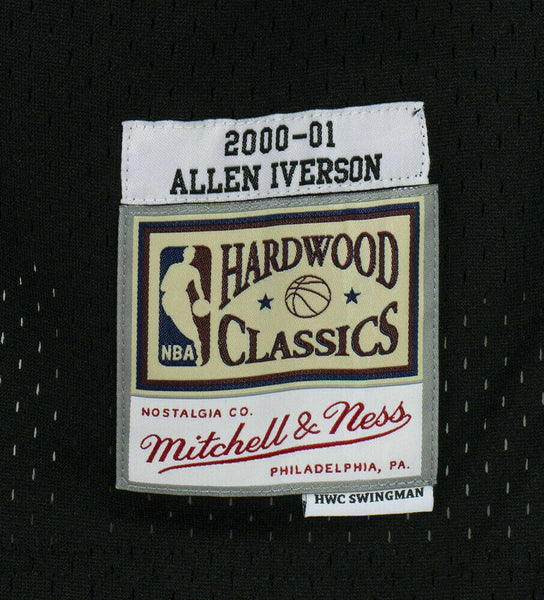 2000-01
ALLEN IVERSON
HARDWOOD
CLASSICS
NBA
NOSTALGIA CO.
Mitchell & Ness
PHILADELPHIA, PA.
HWC SWINGMAN